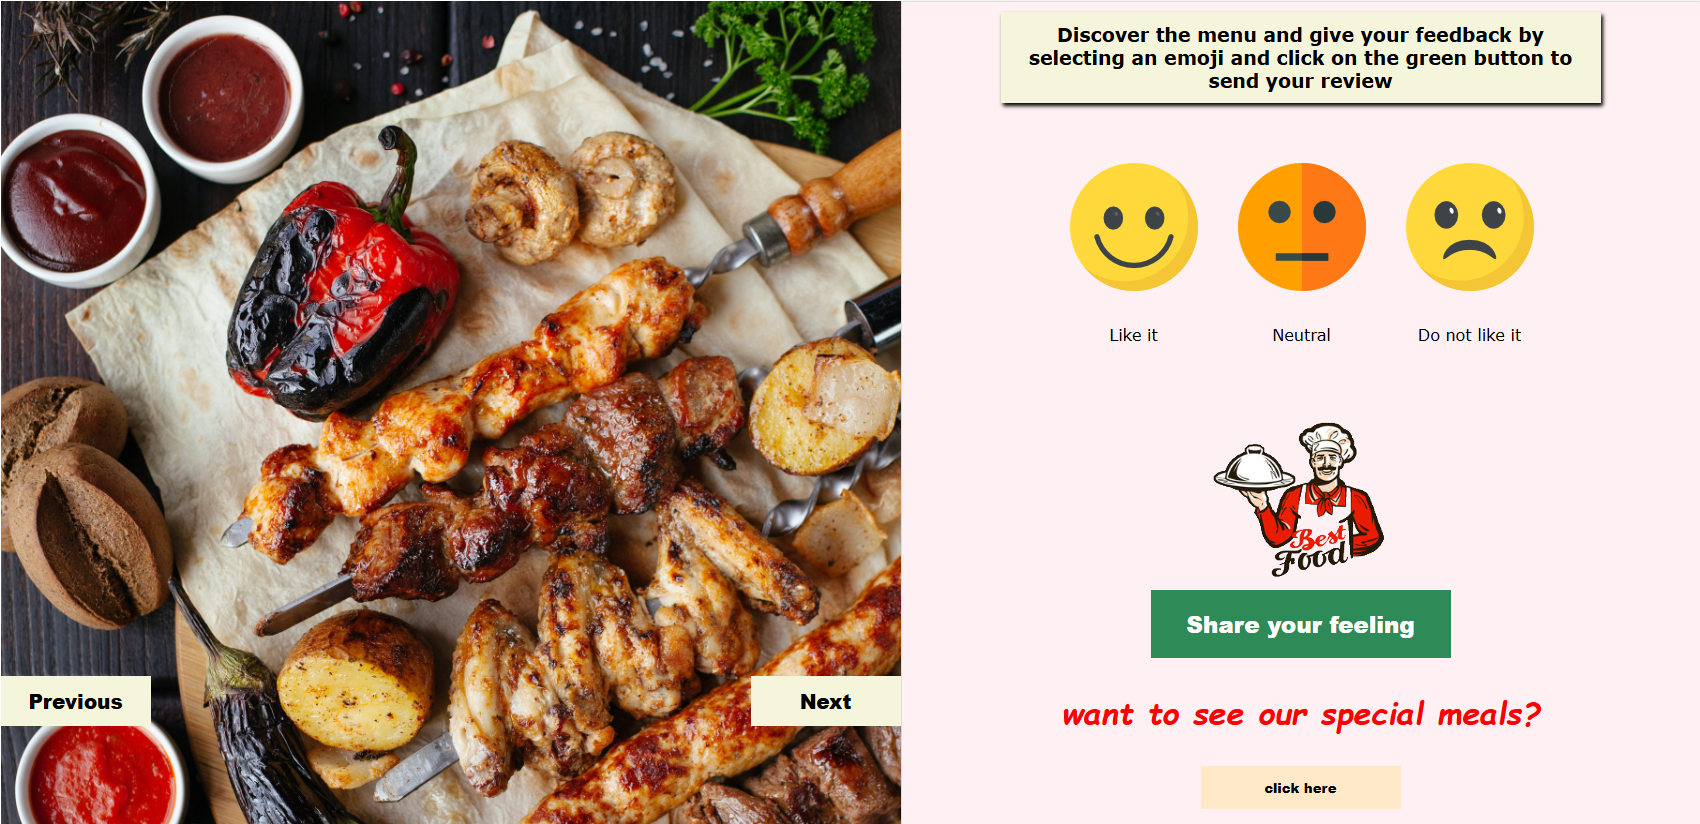 Discover the menu and give your feedback by
selecting an emoji and click on the green button to
send your review
Like it
Neutral
Do not like it
Best
Food
Share your feeling
Previous
Next
want to see our special meals?
click here